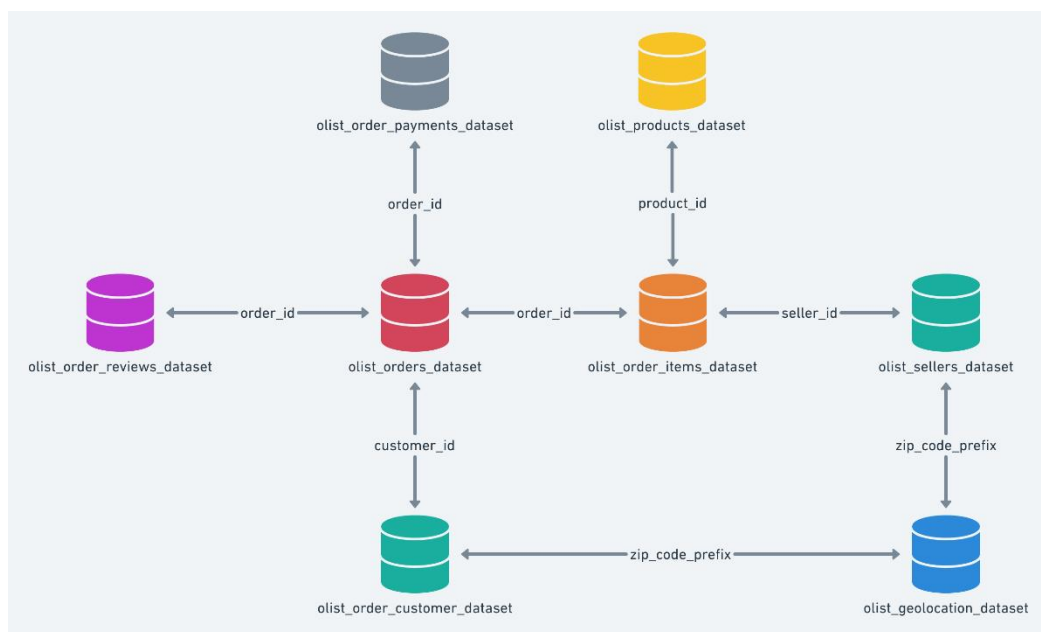 olist_order_payments_dataset
olist_products_dataset
order_id
product_id
order_id
order_id
seller_id
olist_order_reviews_dataset
olist_orders_dataset
olist_order_items_dataset
olist_sellers_dataset
customer_id
zip_code_prefix
zip_code_prefix
olist_order_customer_dataset
olist_geolocation_dataset